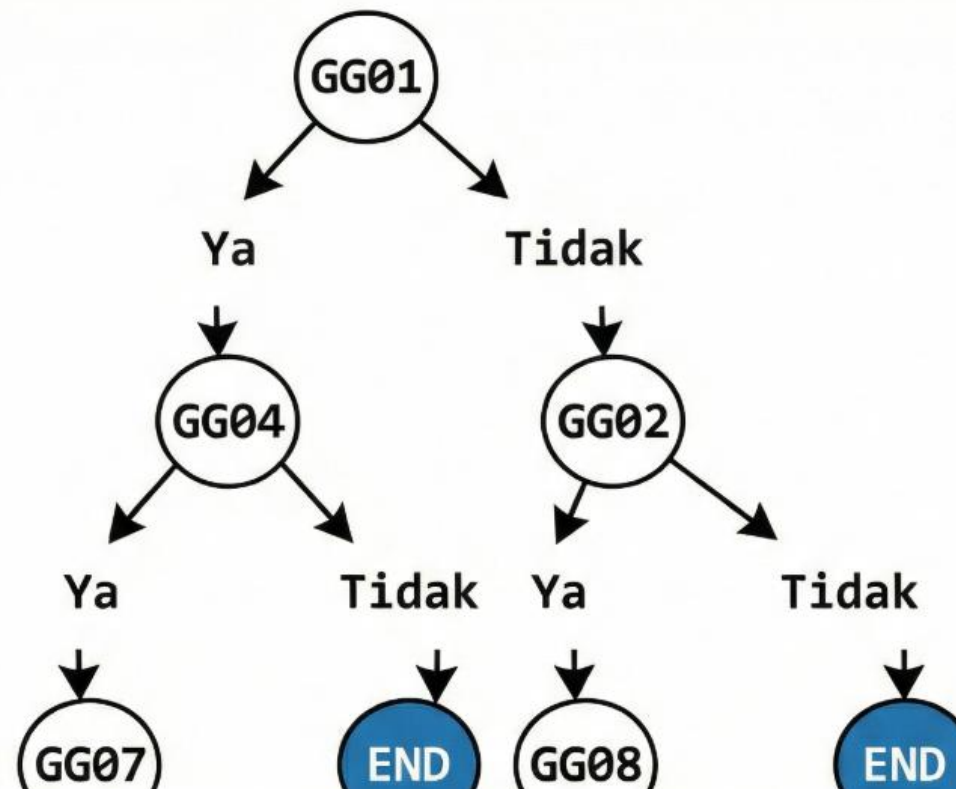 GG01
Ya Tidak
GG04 GG02
Ya Tidak Ya Tidak
GG07 END GG08 END